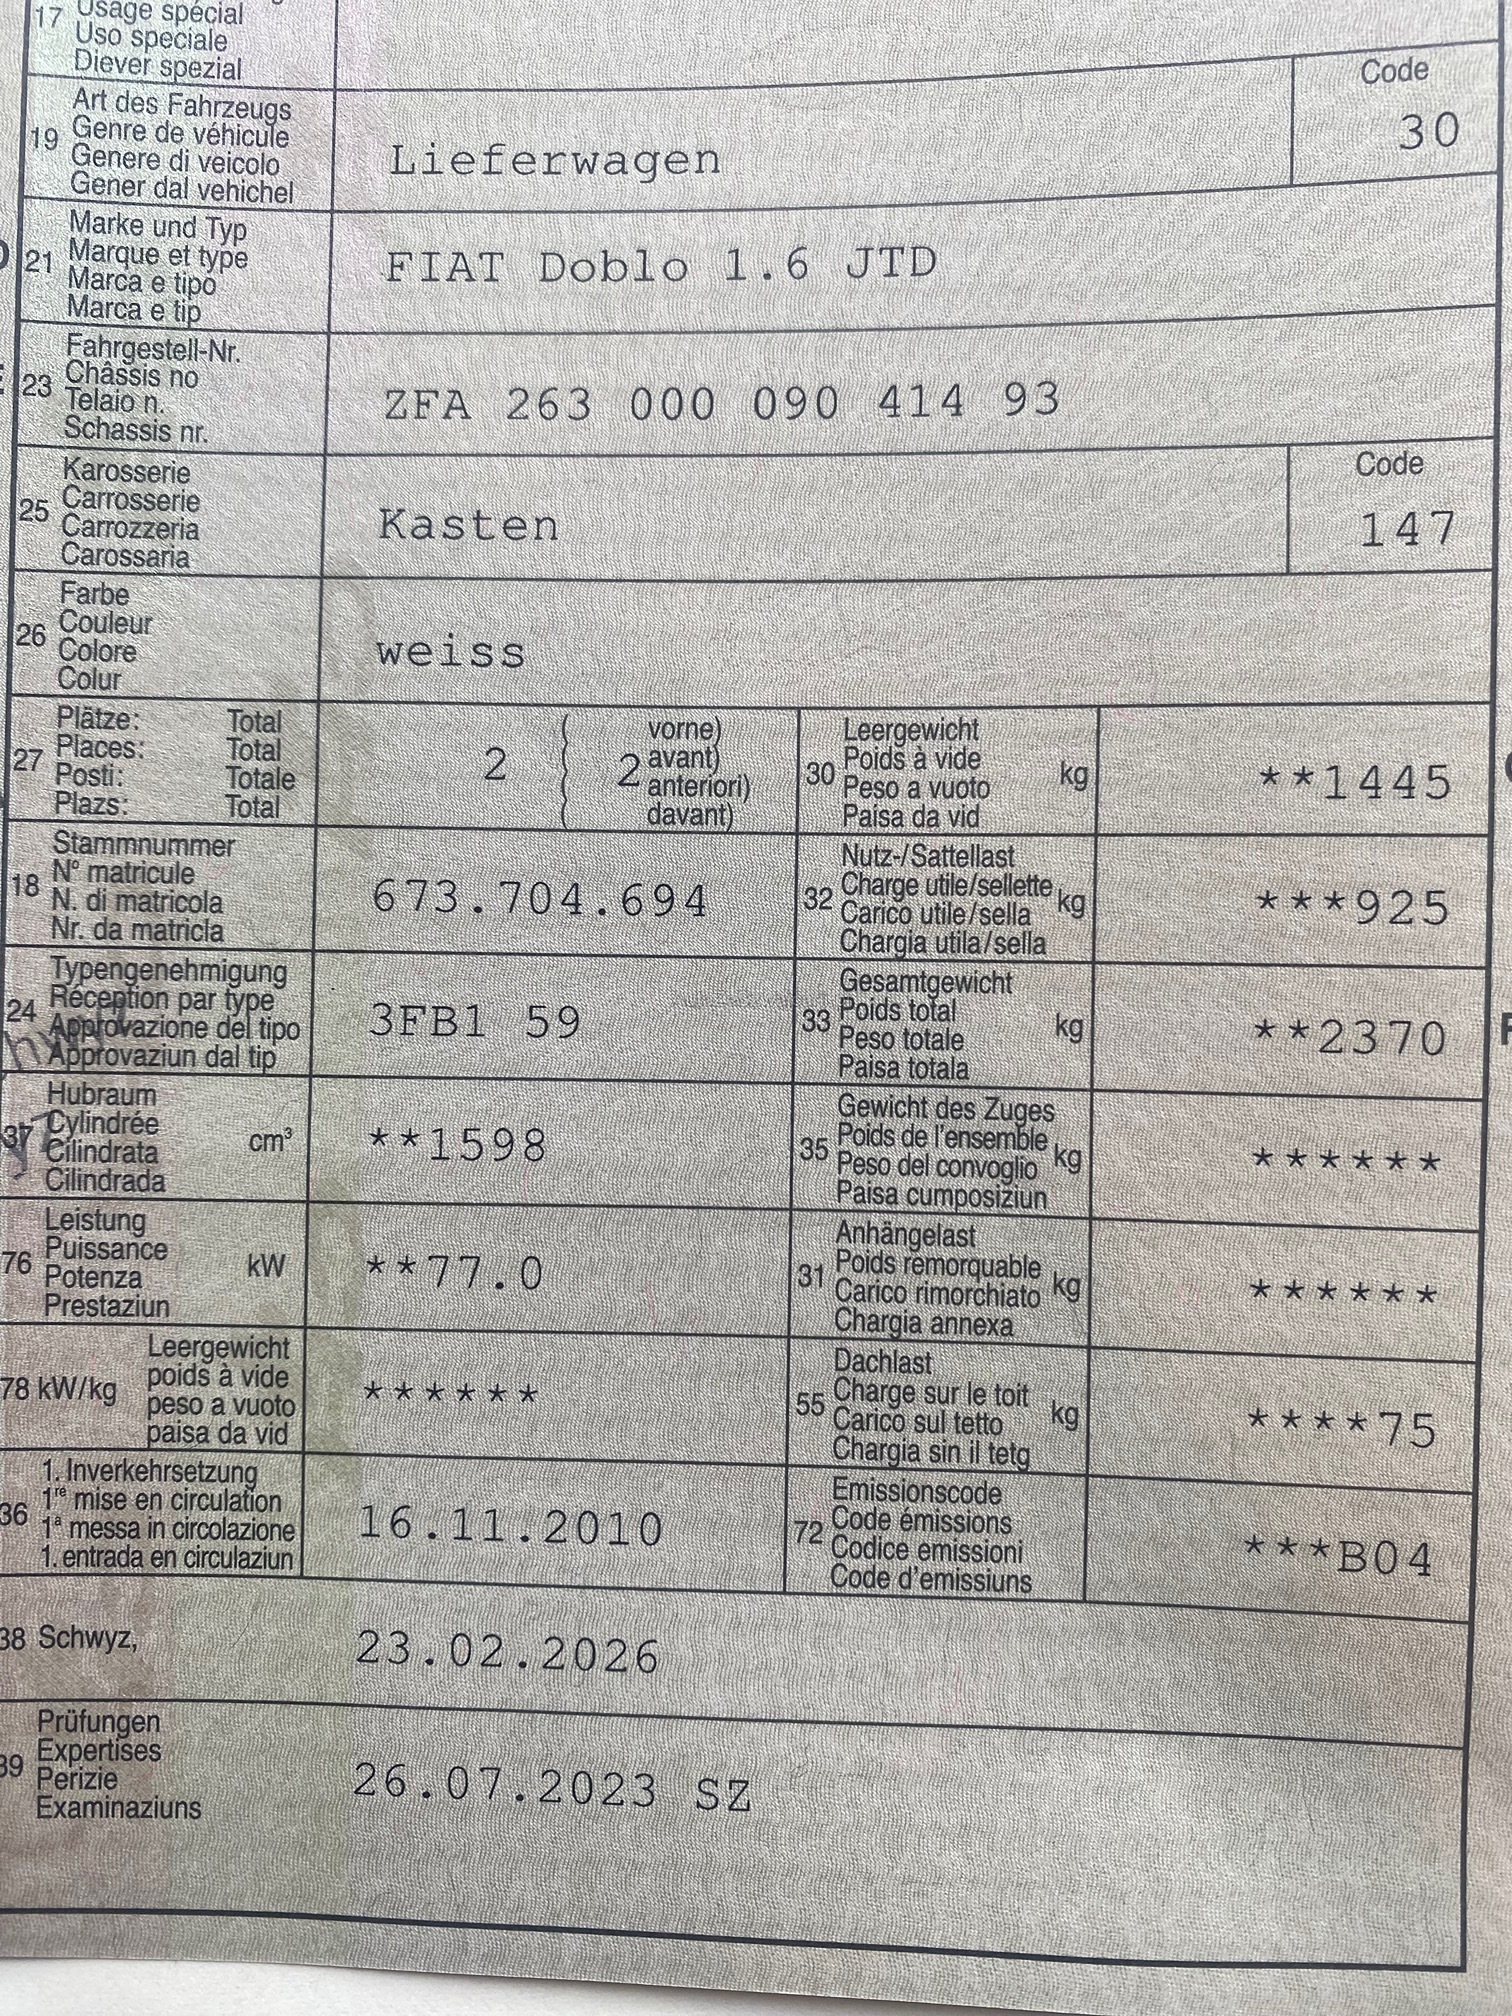 17 Usage spécial
Uso speciale
Diever spezial
19 Art des Fahrzeugs
Genre de véhicule
Genere di veicolo
Gener dal vehichel
Lieferwagen
Code
30
21 Marke und Typ
Marque et type
Marca e tipo
Marca e tip
FIAT Doblo 1.6 JTD
23 Fahrgestell-Nr.
Châssis no
Telaio n.
Schassis nr.
ZFA 263 000 090 414 93
25 Karosserie
Carrosserie
Carrozzeria
Carossaria
Kasten
Code
147
26 Farbe
Couleur
Colore
Colur
weiss
27 Plätze: Total
Places: Total
Posti: Totale
Plazs: Total
2 ( 2 vorne)
avant)
anteriori)
davant)
30 Leergewicht
Poids à vide
Peso a vuoto
Paisa da vid
kg
**1445
18 Stammnummer
N° matricule
N. di matricola
Nr. da matricla
673.704.694
32 Nutz-/Sattellast
Charge utile/sellette
Carico utile/sella
Chargia utila/sella
kg
***925
24 Typengenehmigung
Réception par type
Approvazione del tipo
Approvaziun dal tip
3FB1 59
33 Gesamtgewicht
Poids total
Peso totale
Paisa totala
kg
**2370
37 Hubraum
Cylindrée
Cilindrata
Cilindrada
cm³
**1598
35 Gewicht des Zuges
Poids de l'ensemble
Peso del convoglio
Paisa cumposiziun
kg
******
76 Leistung
Puissance
Potenza
Prestaziun
kW
**77.0
31 Anhängelast
Poids remorquable
Carico rimorchiato
Chargia annexa
kg
******
78 kW/kg Leergewicht
poids à vide
peso a vuoto
paisa da vid
******
55 Dachlast
Charge sur le toit
Carico sul tetto
Chargia sin il tetg
kg
****75
36 1. Inverkehrsetzung
1re mise en circulation
1a messa in circolazione
1. entrada en circulaziun
16.11.2010
72 Emissionscode
Code émissions
Codice emissioni
Code d'emissiuns
***B04
38 Schwyz,
23.02.2026
39 Prüfungen
Expertises
Perizie
Examinaziuns
26.07.2023 SZ